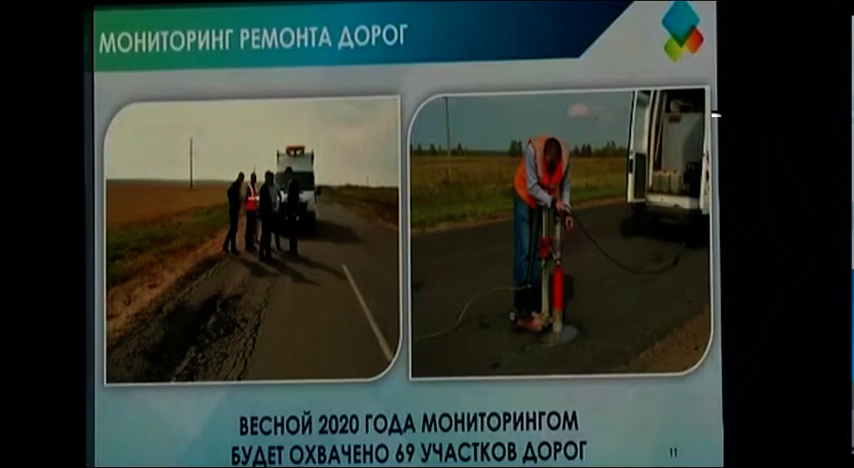 МОНИТОРИНГ РЕМОНТА ДОРОГ
ВЕСНОЙ 2020 ГОДА МОНИТОРИНГОМ
БУДЕТ ОХВАЧЕНО 69 УЧАСТКОВ ДОРОГ
11